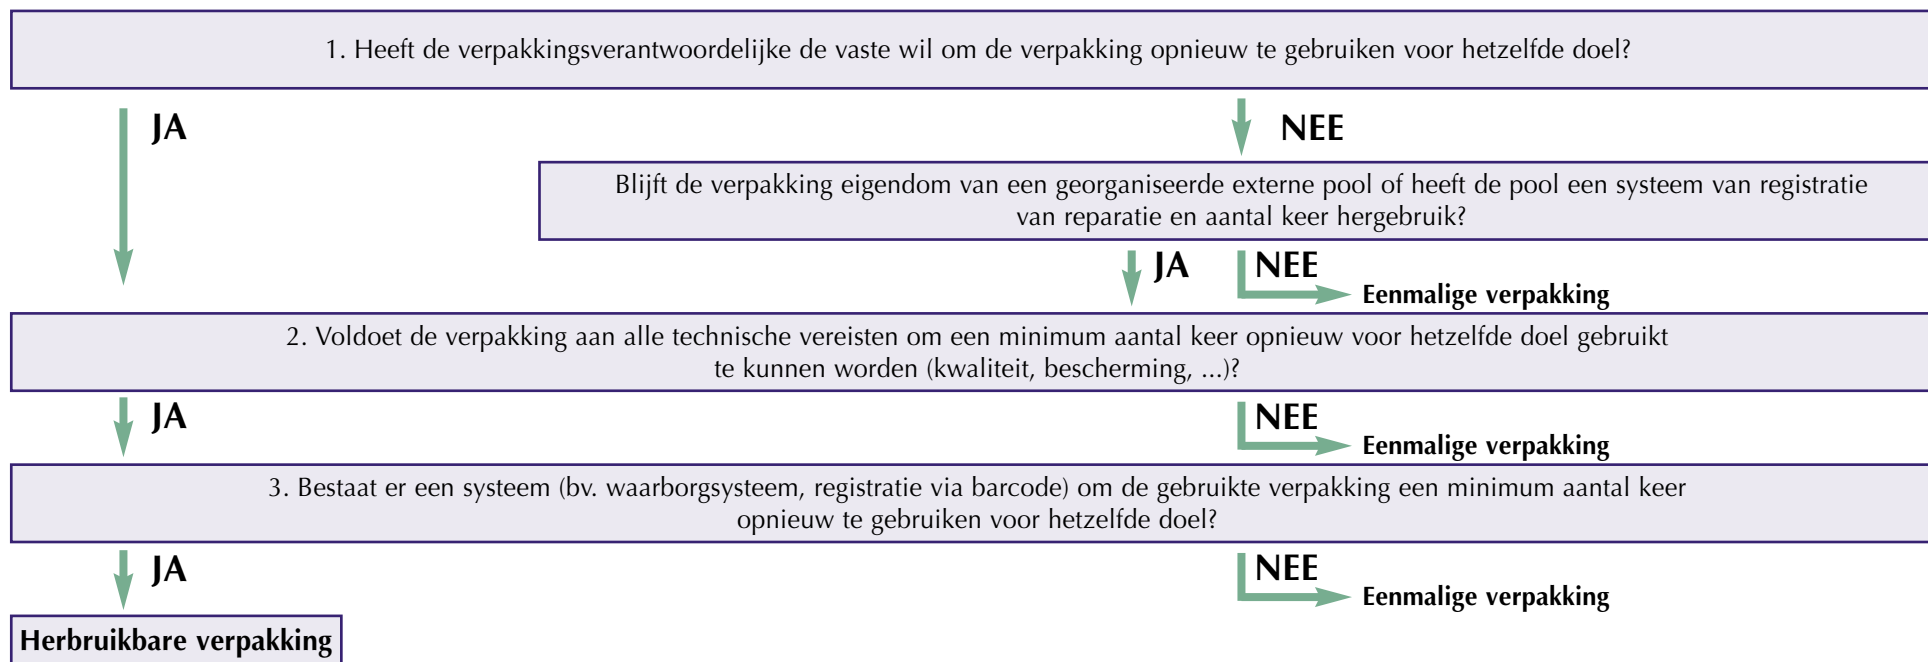 1. Heeft de verpakkingsverantwoordelijke de vaste wil om de verpakking opnieuw te gebruiken voor hetzelfde doel?
JA
NEE
Blijft de verpakking eigendom van een georganiseerde externe pool of heeft de pool een systeem van registratie
van reparatie en aantal keer hergebruik?
JA
NEE
Eenmalige verpakking
2. Voldoet de verpakking aan alle technische vereisten om een minimum aantal keer opnieuw voor hetzelfde doel gebruikt
te kunnen worden (kwaliteit, bescherming, ...)?
JA
NEE
Eenmalige verpakking
3. Bestaat er een systeem (bv. waarborgsysteem, registratie via barcode) om de gebruikte verpakking een minimum aantal keer
opnieuw te gebruiken voor hetzelfde doel?
JA
NEE
Eenmalige verpakking
Herbruikbare verpakking